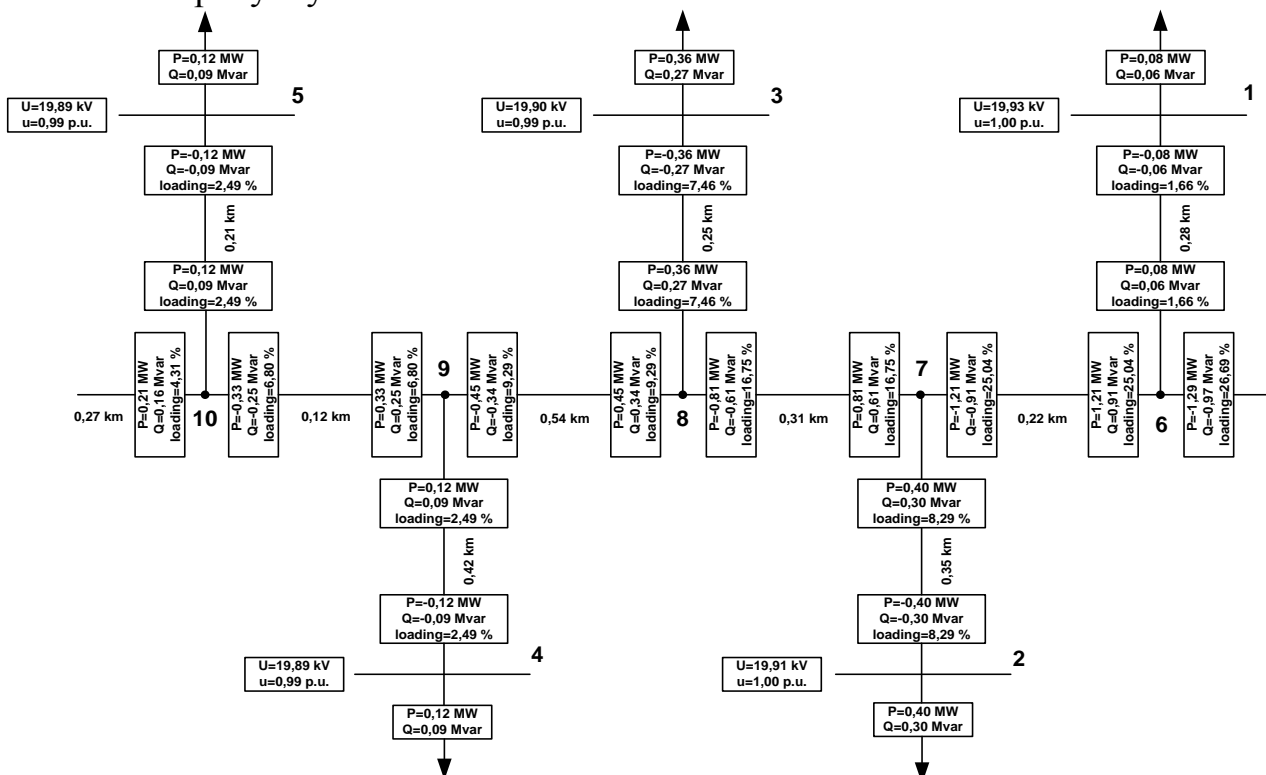 P=0,12 MW
Q=0,09 Mvar
P=0,36 MW
Q=0,27 Mvar
P=0,08 MW
Q=0,06 Mvar
5
3
1
U=19,89 kV
u=0,99 p.u.
U=19,90 kV
u=0,99 p.u.
U=19,93 kV
u=1,00 p.u.
P=-0,12 MW
Q=-0,09 Mvar
loading=2,49 %
P=-0,36 MW
Q=-0,27 Mvar
loading=7,46 %
P=-0,08 MW
Q=-0,06 Mvar
loading=1,66 %
0,21 km
0,25 km
0,28 km
P=0,12 MW
Q=0,09 Mvar
loading=2,49 %
P=0,36 MW
Q=0,27 Mvar
loading=7,46 %
P=0,08 MW
Q=0,06 Mvar
loading=1,66 %
0,27 km
P=0,21 MW
Q=0,16 Mvar
loading=4,31 %
10
P=-0,33 MW
Q=-0,25 Mvar
loading=6,80 %
0,12 km
P=0,33 MW
Q=0,25 Mvar
loading=6,80 %
9
P=-0,45 MW
Q=-0,34 Mvar
loading=9,29 %
0,54 km
P=0,45 MW
Q=0,34 Mvar
loading=9,29 %
8
P=-0,81 MW
Q=-0,61 Mvar
loading=16,75 %
0,31 km
P=0,81 MW
Q=0,61 Mvar
loading=16,75 %
7
P=-1,21 MW
Q=-0,91 Mvar
loading=25,04 %
0,22 km
P=1,21 MW
Q=0,91 Mvar
loading=25,04 %
6
P=-1,29 MW
Q=-0,97 Mvar
loading=26,69 %
P=0,12 MW
Q=0,09 Mvar
loading=2,49 %
P=0,40 MW
Q=0,30 Mvar
loading=8,29 %
0,42 km
0,35 km
P=-0,12 MW
Q=-0,09 Mvar
loading=2,49 %
P=-0,40 MW
Q=-0,30 Mvar
loading=8,29 %
4
2
U=19,89 kV
u=0,99 p.u.
U=19,91 kV
u=1,00 p.u.
P=0,12 MW
Q=0,09 Mvar
P=0,40 MW
Q=0,30 Mvar